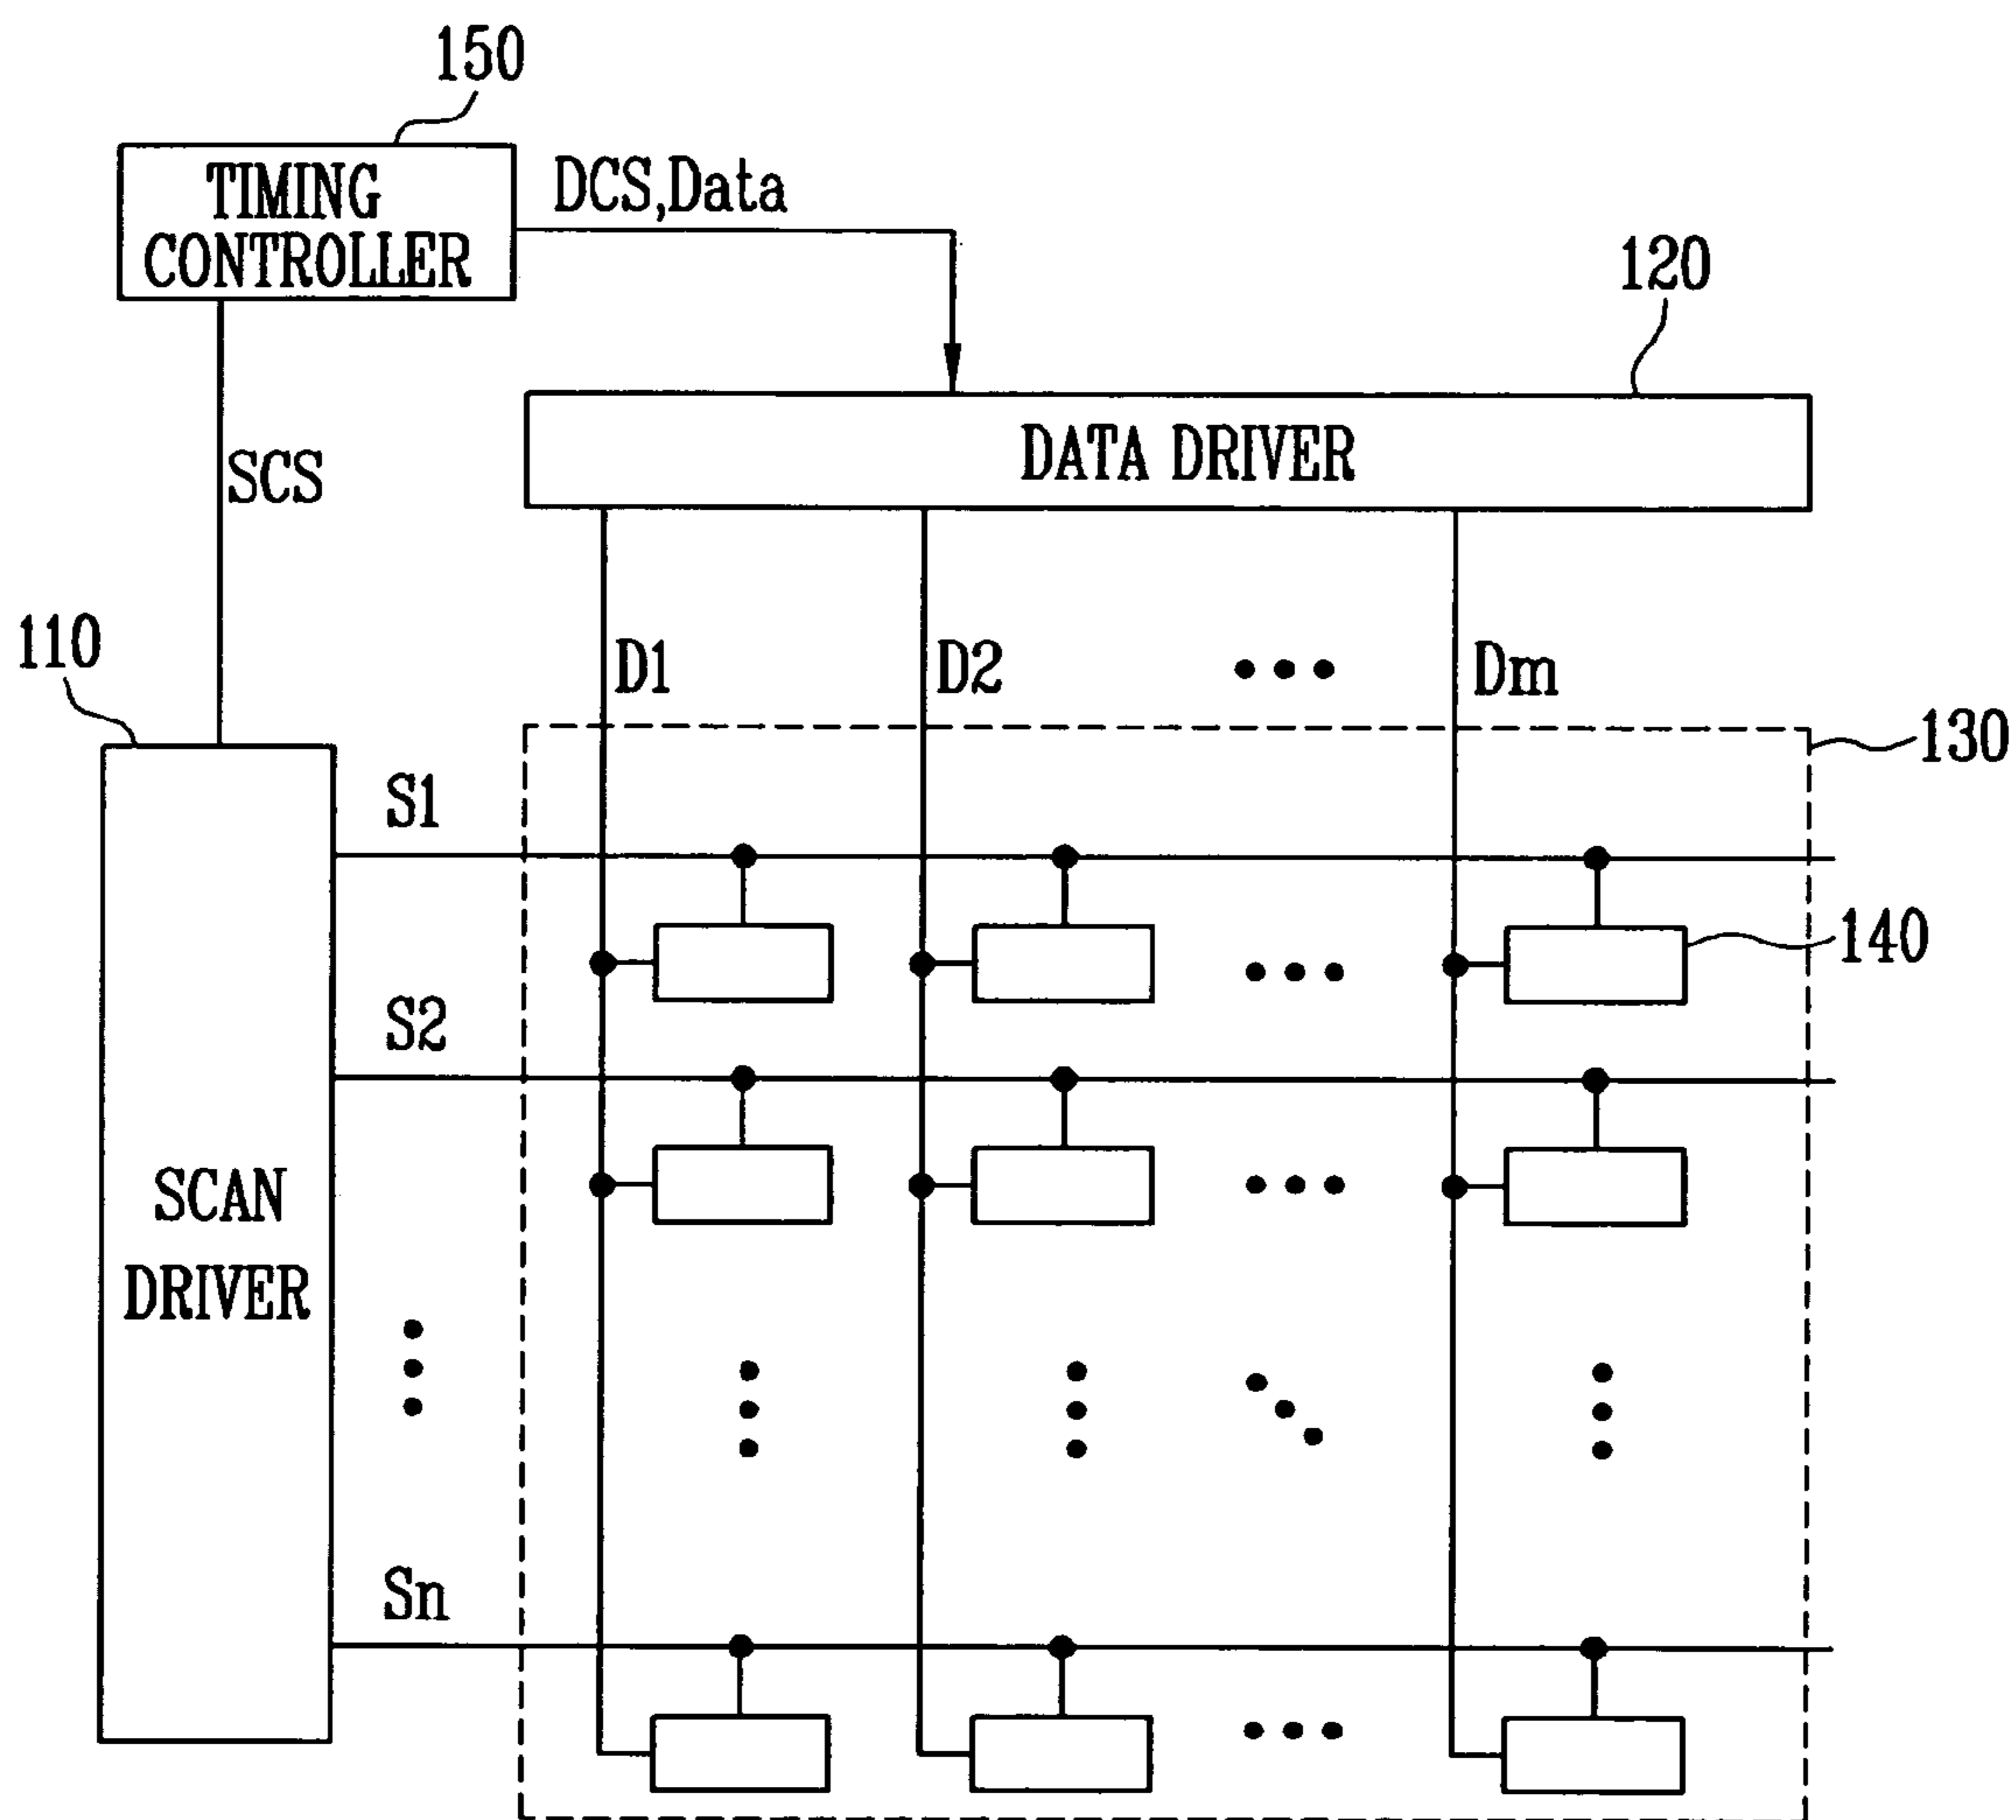 150
TIMING
CONTROLLER
DCS,Data
120
DATA DRIVER
SCS
110
D1
D2
Dm
130
S1
140
S2
SCAN
DRIVER
Sn